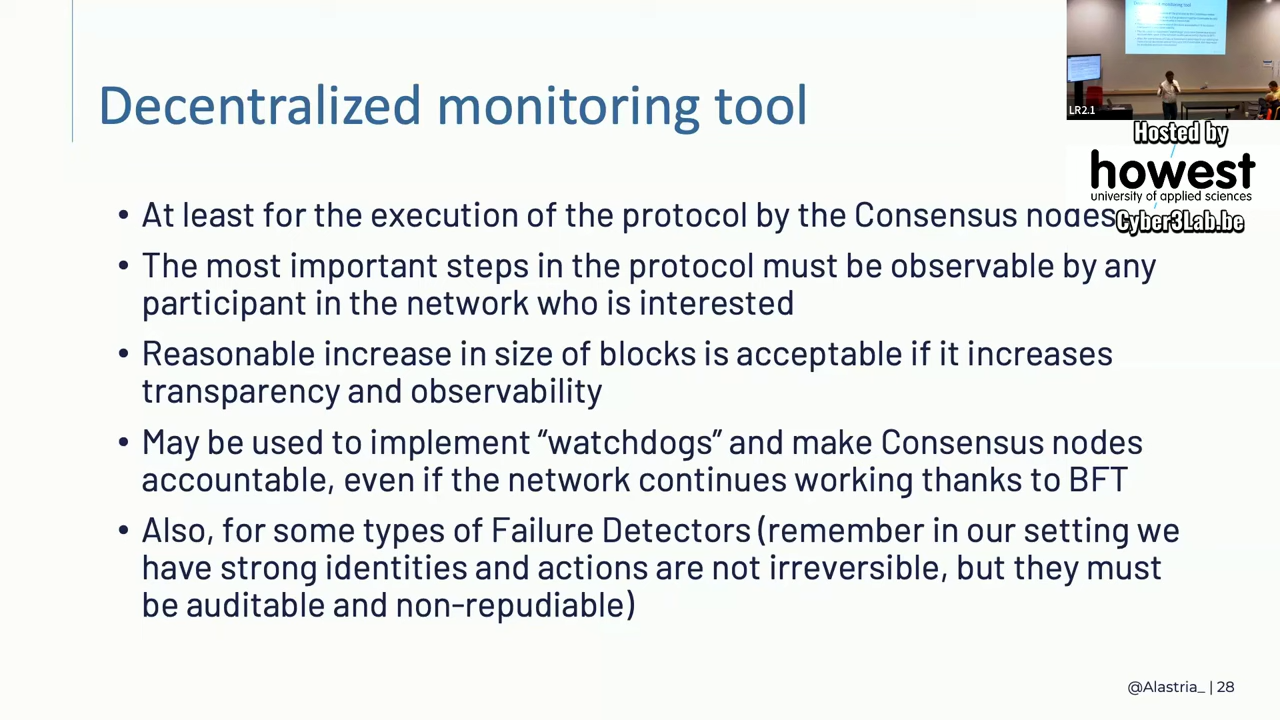 Decentralized monitoring tool
LR2.1
Hosted by
howest
university of applied sciences
Cyber3Lab.be
• At least for the execution of the protocol by the Consensus nodes
• The most important steps in the protocol must be observable by any
participant in the network who is interested
• Reasonable increase in size of blocks is acceptable if it increases
transparency and observability
• May be used to implement “watchdogs” and make Consensus nodes
accountable, even if the network continues working thanks to BFT
• Also, for some types of Failure Detectors (remember in our setting we
have strong identities and actions are not irreversible, but they must
be auditable and non-repudiable)
@Alastria_ | 28